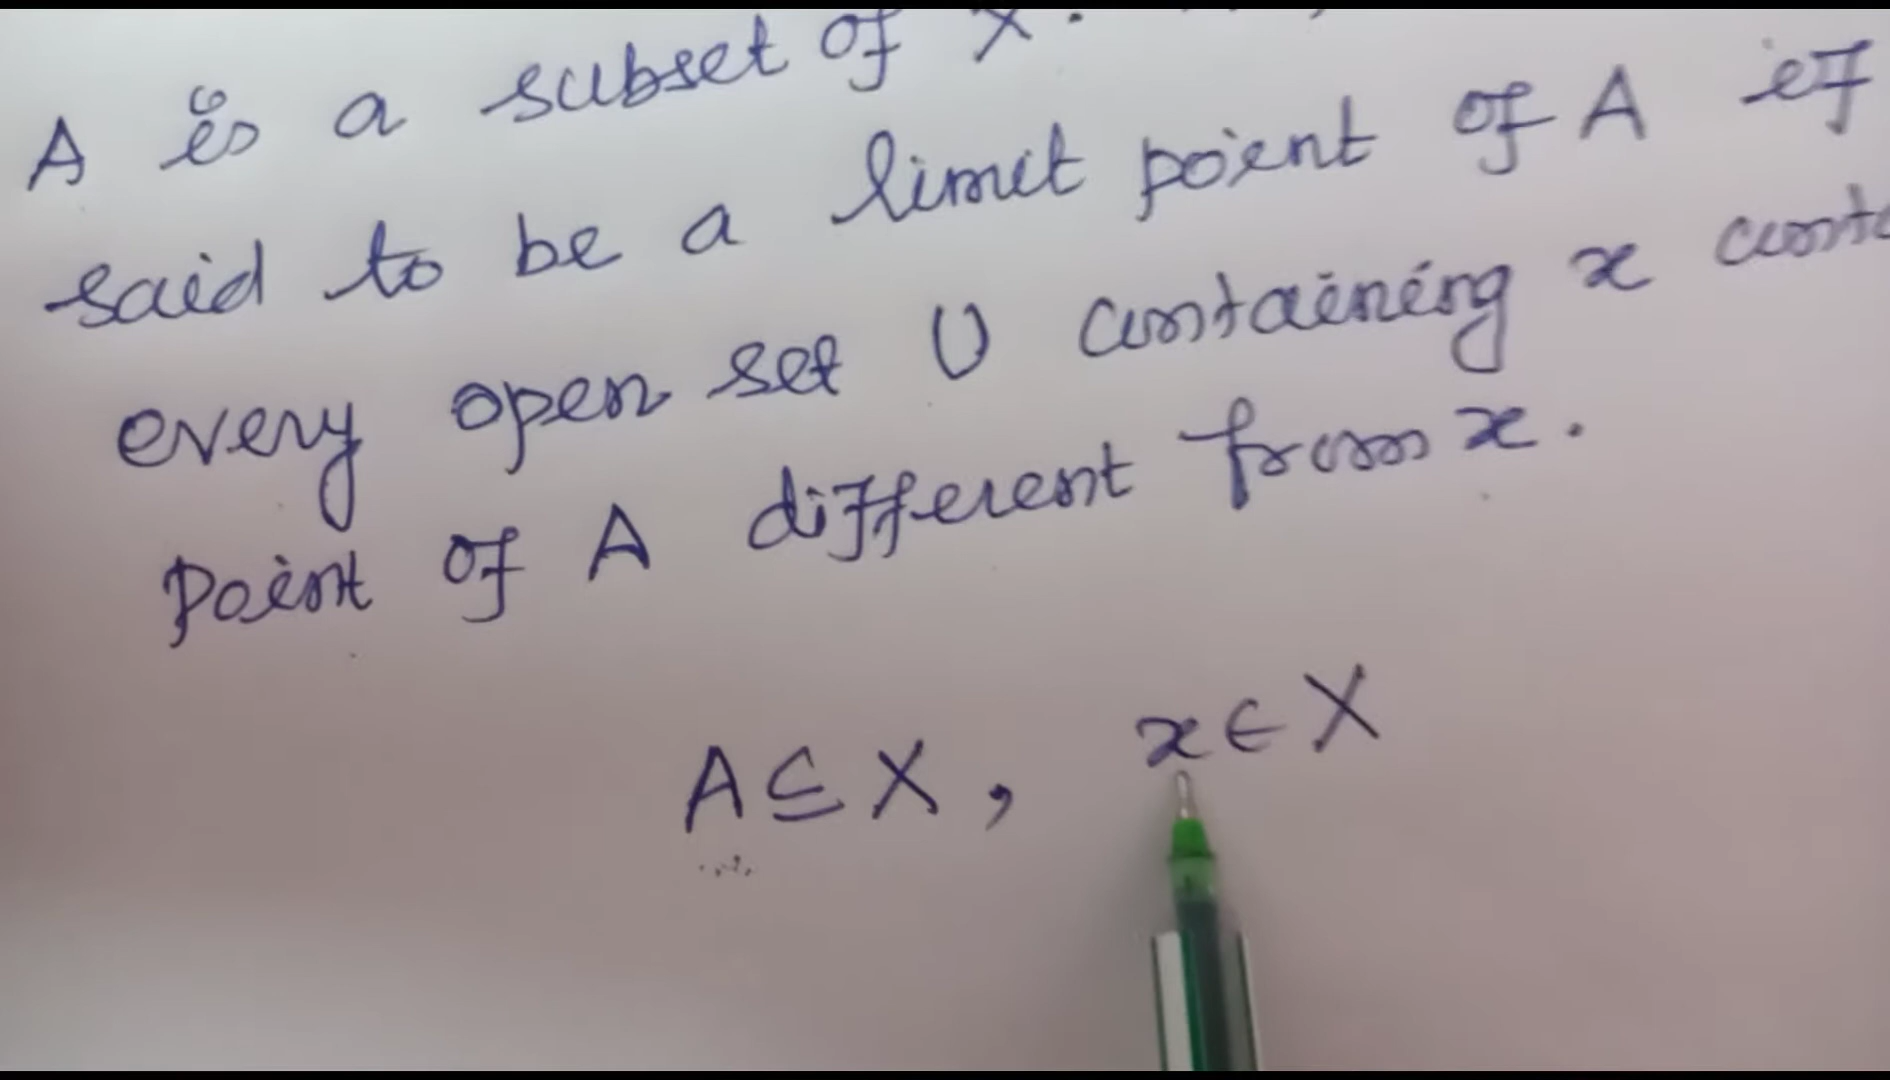 A is a subset of X.
said to be a limit point of A if
every open set U containing x
point of A different from x.
A ⊆ X, x ∈ X